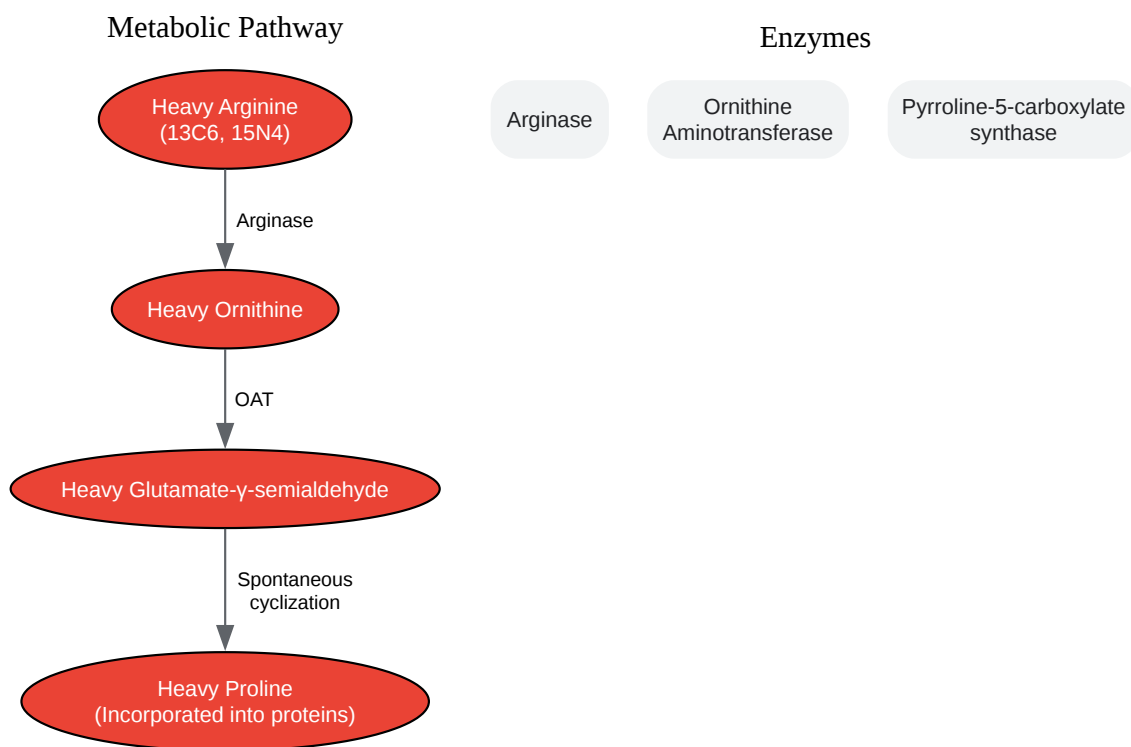 Metabolic Pathway
Enzymes
Heavy Arginine
(13C6, 15N4)
Arginase
Ornithine
Aminotransferase
Pyrroline-5-carboxylate
synthase
Arginase
Heavy Ornithine
OAT
Heavy Glutamate-γ-semialdehyde
Spontaneous
cyclization
Heavy Proline
(Incorporated into proteins)